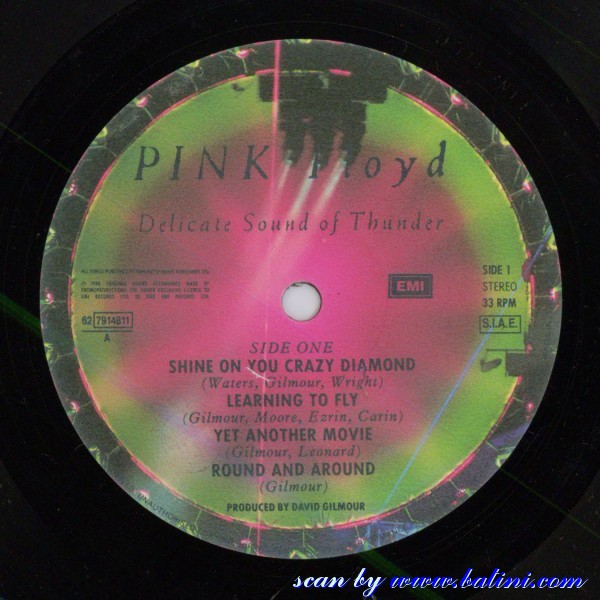 PINK Floyd
Delicate Sound of Thunder
EMI
SIDE 1
STEREO
33 RPM
62 7914811
A
S.I.A.E.
SIDE ONE
SHINE ON YOU CRAZY DIAMOND
(Waters, Gilmour, Wright)
LEARNING TO FLY
(Gilmour, Moore, Ezrin, Carin)
YET ANOTHER MOVIE
(Gilmour, Leonard)
ROUND AND AROUND
(Gilmour)
PRODUCED BY DAVID GILMOUR
scan by www.batini.com